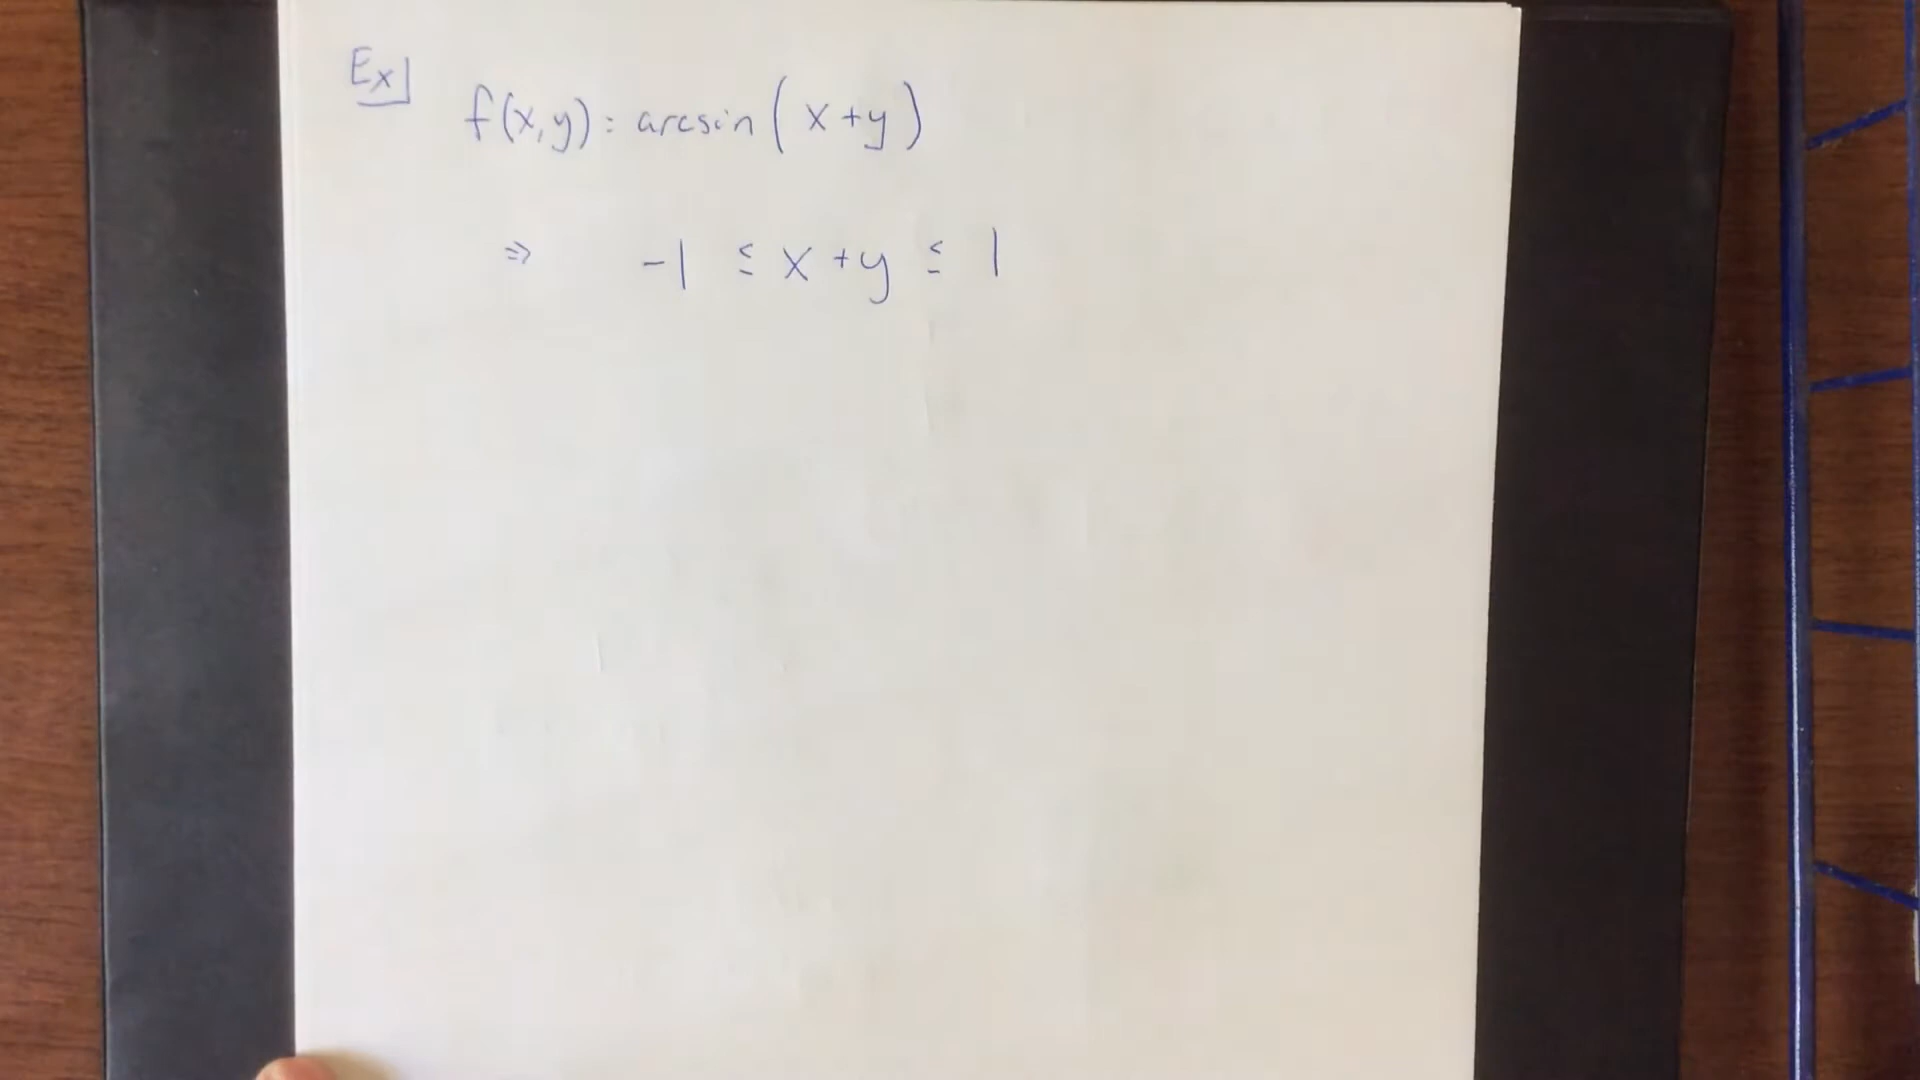 Ex
f(x,y) = arcsin ( x+y )
⇒ -1 ≤ x+y ≤ 1